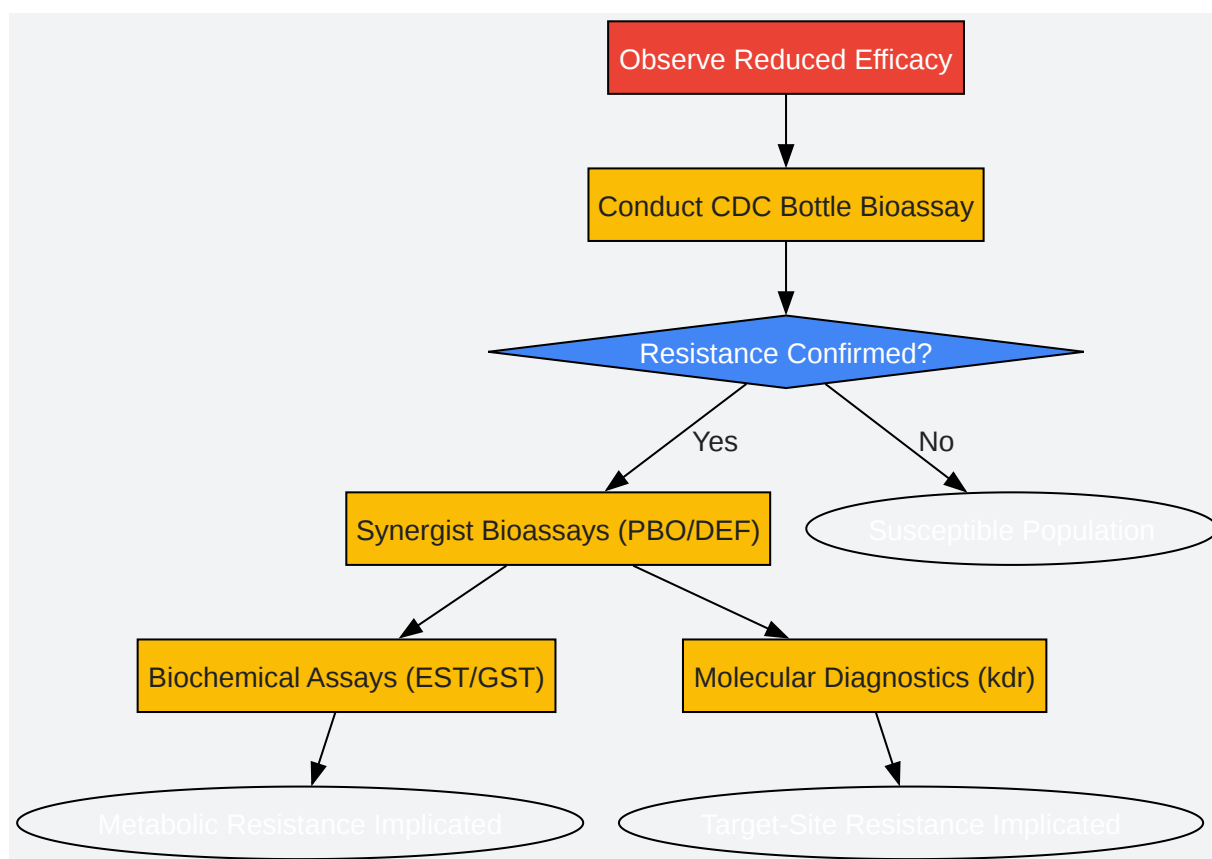 Observe Reduced Efficacy
Conduct CDC Bottle Bioassay
Resistance Confirmed?
Yes
No
Synergist Bioassays (PBO/DEF)
Susceptible Population
Biochemical Assays (EST/GST)
Molecular Diagnostics (kdr)
Metabolic Resistance Implicated
Target-Site Resistance Implicated